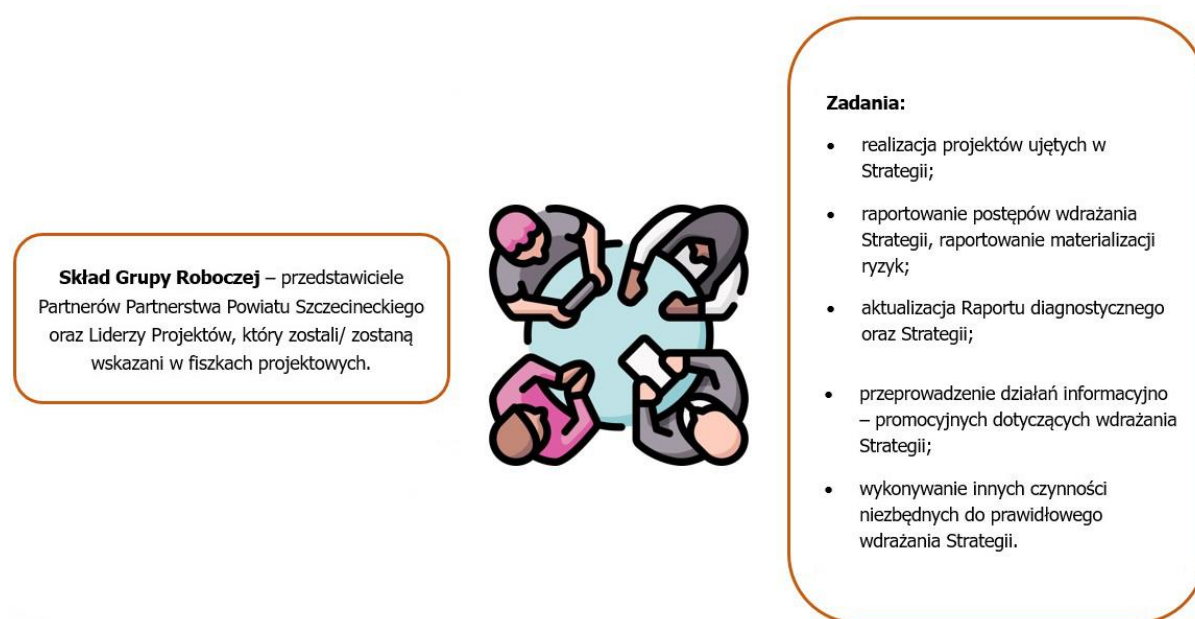 Skład Grupy Roboczej – przedstawiciele
Partnerów Partnerstwa Powiatu Szczecineckiego
oraz Liderzy Projektów, który zostali/ zostaną
wskazani w fiszkach projektowych.
Zadania:
• realizacja projektów ujętych w
Strategii;
• raportowanie postępów wdrażania
Strategii, raportowanie materializacji
ryzyk;
• aktualizacja Raportu diagnostycznego
oraz Strategii;
• przeprowadzenie działań informacyjno
– promocyjnych dotyczących wdrażania
Strategii;
• wykonywanie innych czynności
niezbędnych do prawidłowego
wdrażania Strategii.